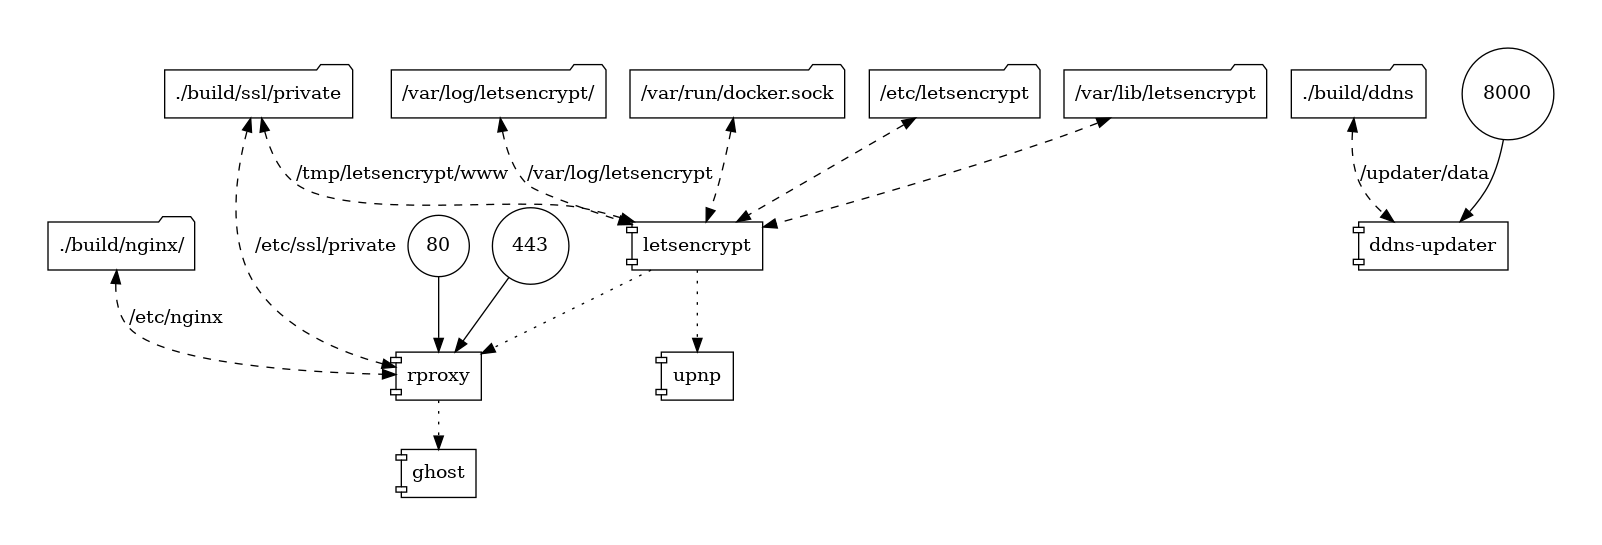 ./build/ssl/private
/var/log/letsencrypt/
/var/run/docker.sock
/etc/letsencrypt
/var/lib/letsencrypt
./build/ddns
8000
/tmp/letsencrypt/www
/var/log/letsencrypt
/updater/data
./build/nginx/
/etc/ssl/private
80
443
letsencrypt
ddns-updater
/etc/nginx
rproxy
upnp
ghost